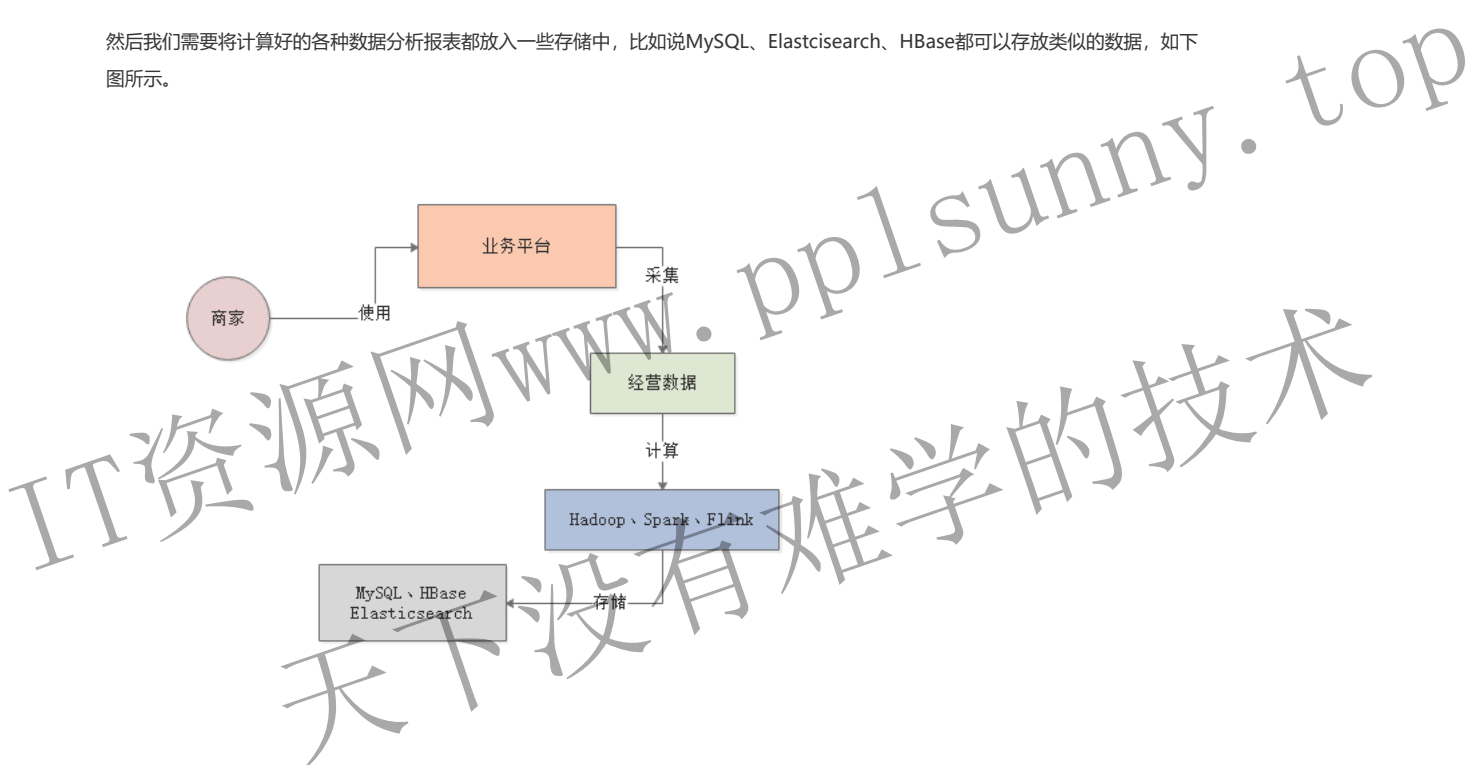 然后我们需要将计算好的各种数据分析报表都放入一些存储中，比如说MySQL、Elastcisearch、HBase都可以存放类似的数据，如下
图所示。
业务平台
采集
商家
使用
经营数据
计算
Hadoop、Spark、Flink
MySQL、HBase
Elasticsearch
存储
IT资源网www.pplsunny.top
天下没有难学的技术